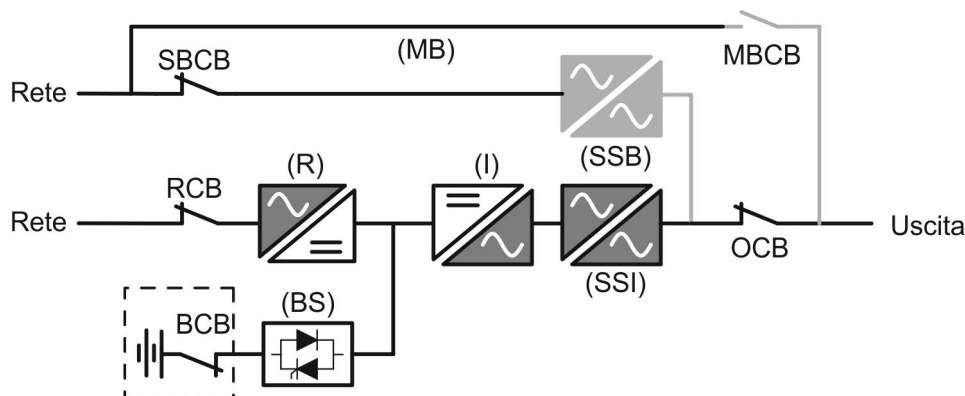 (MB)
MBCB
SBCB
Rete
(SSB)
(R)
(I)
RCB
Rete
Uscita
OCB
(SSI)
(BS)
BCB